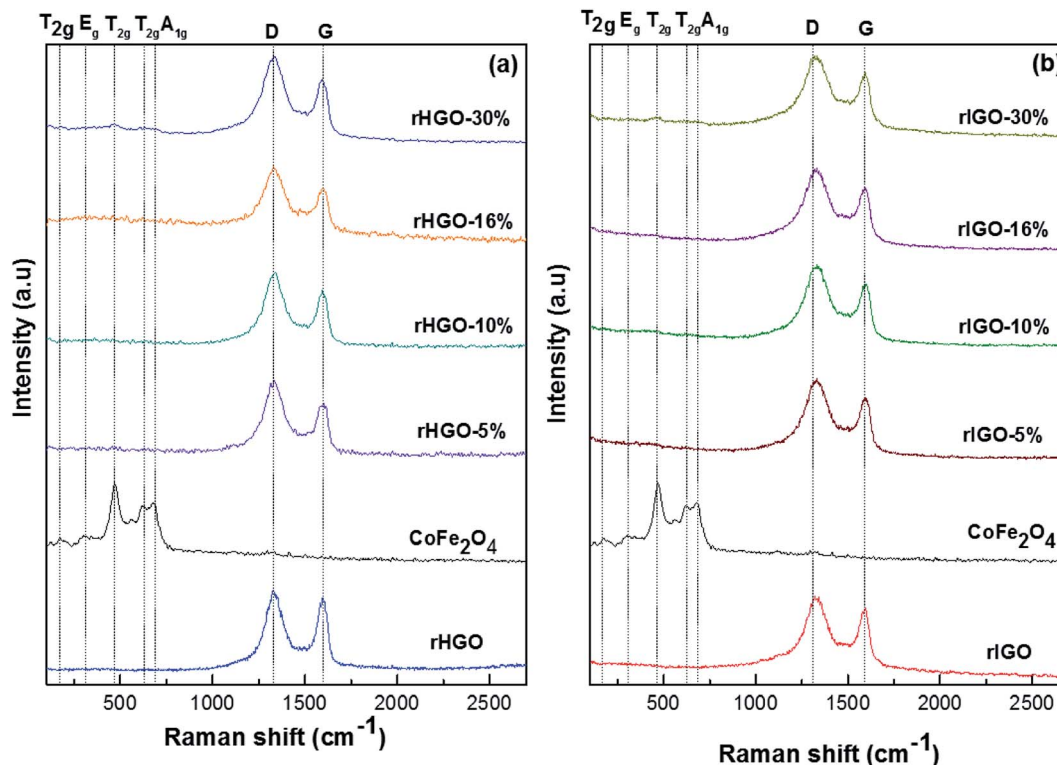 T2g Eg T2g T2g A1g D G
(a)
rHGO-30%
rHGO-16%
rHGO-10%
rHGO-5%
CoFe2O4
rHGO
Intensity (a.u)
500 1000 1500 2000 2500
Raman shift (cm-1)
T2g Eg T2g T2g A1g D G
(b)
rIGO-30%
rIGO-16%
rIGO-10%
rIGO-5%
CoFe2O4
rIGO
Intensity (a.u)
500 1000 1500 2000 2500
Raman shift (cm-1)